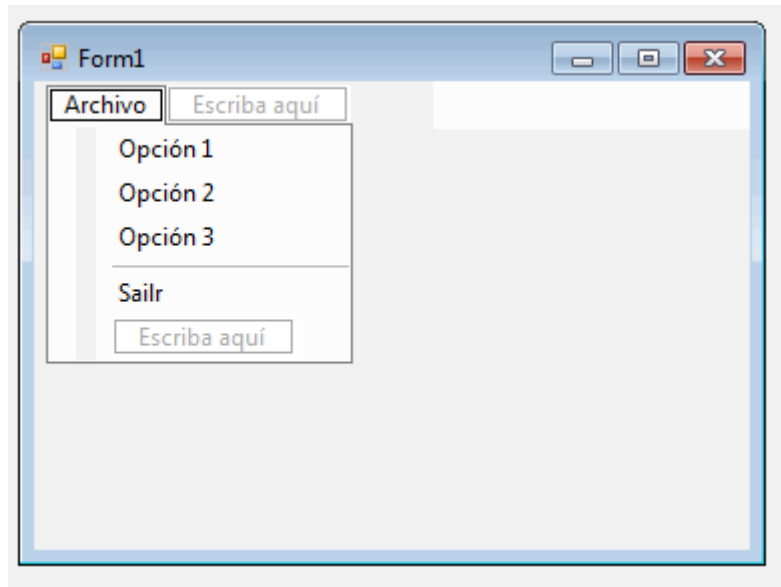 Form1
Archivo Escriba aquí
Opción 1
Opción 2
Opción 3
Sailr
Escriba aquí